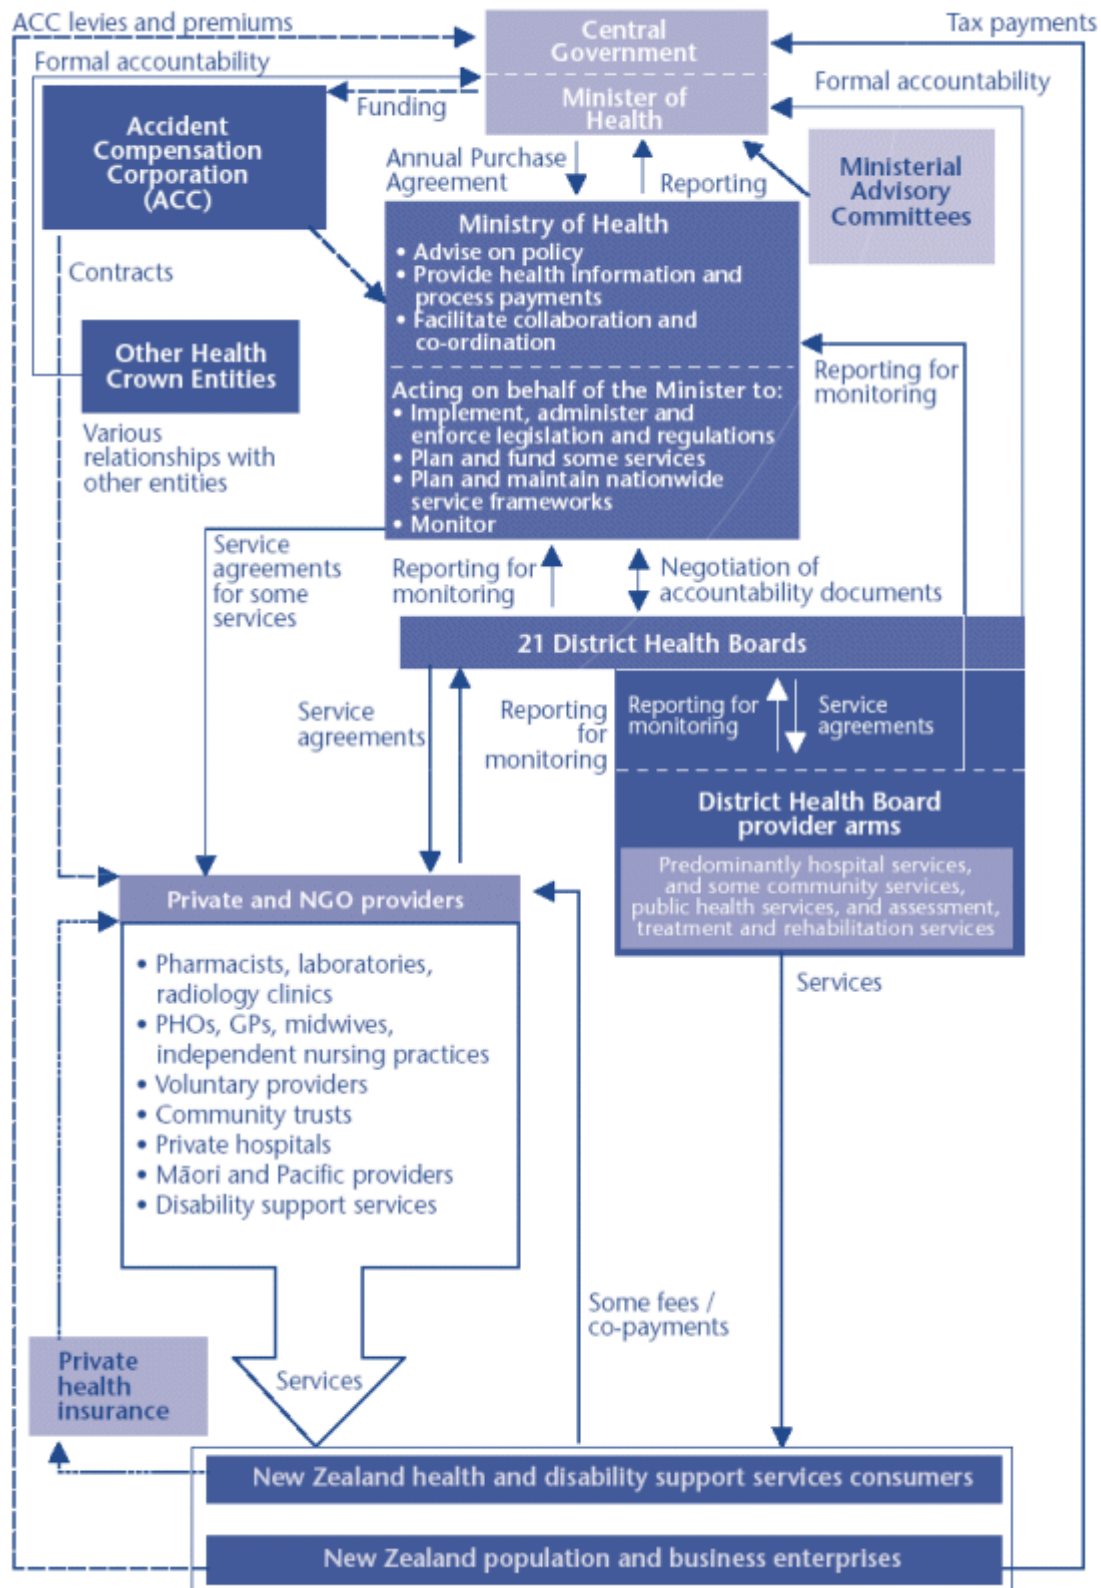 ACC levies and premiums
Tax payments
Central
Government
Formal accountability
Formal accountability
Funding
Minister of
Health
Accident
Compensation
Corporation
(ACC)
Annual Purchase
Agreement
Reporting
Ministerial
Advisory
Committees
Ministry of Health
• Advise on policy
• Provide health information and
process payments
• Facilitate collaboration and
co-ordination
Contracts
Other Health
Crown Entities
Reporting for
monitoring
Acting on behalf of the Minister to:
• Implement, administer and
enforce legislation and regulations
• Plan and fund some services
• Plan and maintain nationwide
service frameworks
• Monitor
Various
relationships with
other entities
Service
agreements
for some
services
Reporting for
monitoring
Negotiation of
accountability documents
21 District Health Boards
Service
agreements
Reporting
for
monitoring
Reporting for
monitoring
Service
agreements
District Health Board
provider arms
Predominantly hospital services,
and some community services,
public health services, and assessment,
treatment and rehabilitation services
Private and NGO providers
• Pharmacists, laboratories,
radiology clinics
• PHOs, GPs, midwives,
independent nursing practices
• Voluntary providers
• Community trusts
• Private hospitals
• Māori and Pacific providers
• Disability support services
Services
Some fees /
co-payments
Private
health
insurance
Services
New Zealand health and disability support services consumers
New Zealand population and business enterprises